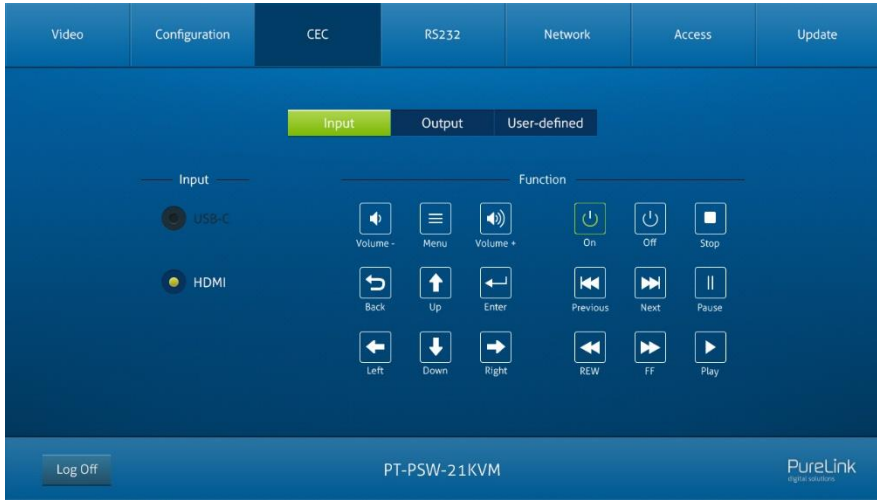 Video Configuration CEC RS232 Network Access Update
Input Output User-defined
Input Function
USB-C
Volume - Menu Volume + On Off Stop
HDMI
Back Up Enter Previous Next Pause
Left Down Right REW FF Play
Log Off PT-PSW-21KVM PureLink
digital solutions